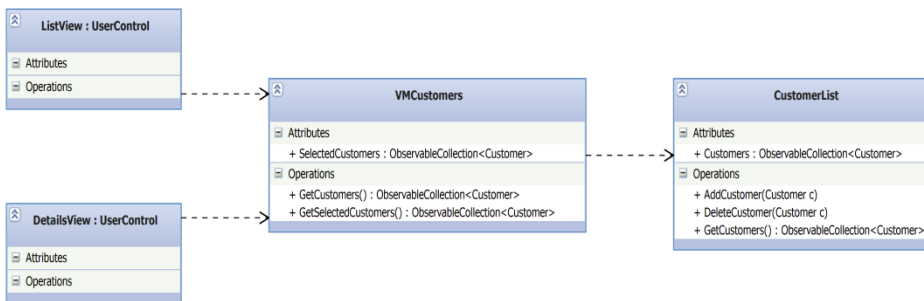 ListView : UserControl
Attributes
Operations
DetailsView : UserControl
Attributes
Operations
VMCustomers
Attributes
+ SelectedCustomers : ObservableCollection<Customer>
Operations
+ GetCustomers() : ObservableCollection<Customer>
+ GetSelectedCustomers() : ObservableCollection<Customer>
CustomerList
Attributes
+ Customers : ObservableCollection<Customer>
Operations
+ AddCustomer(Customer c)
+ DeleteCustomer(Customer c)
+ GetCustomers() : ObservableCollection<Customer>